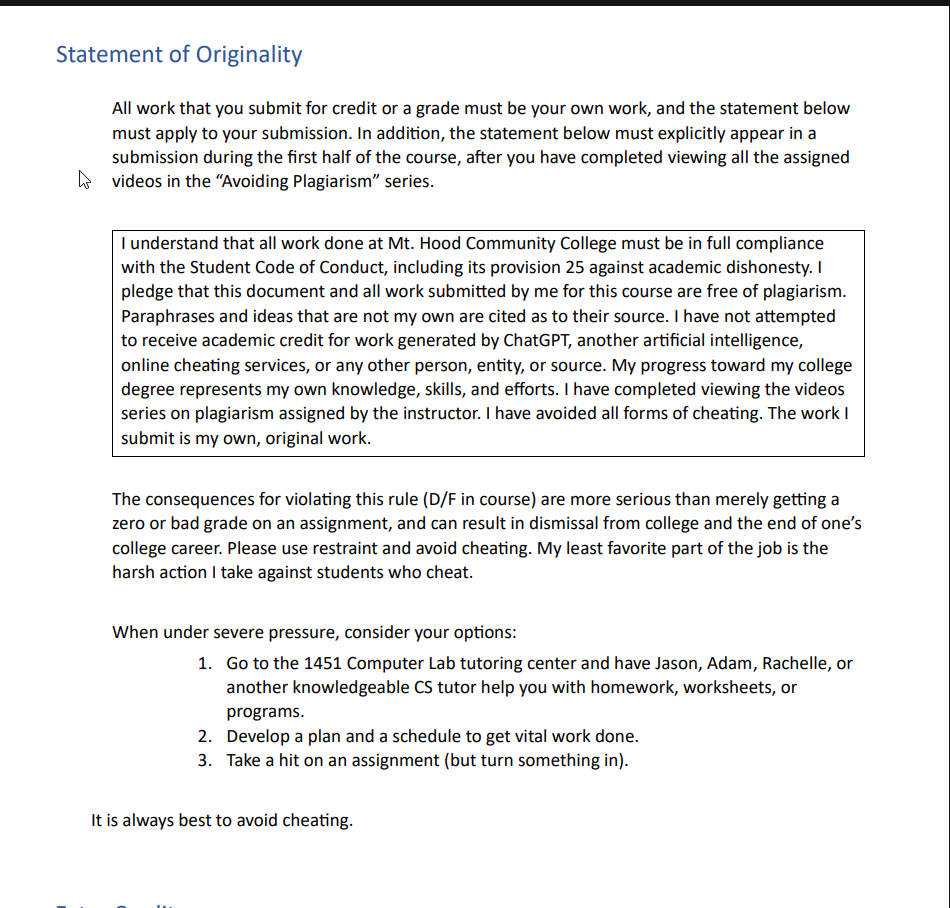 Statement of Originality
All work that you submit for credit or a grade must be your own work, and the statement below
must apply to your submission. In addition, the statement below must explicitly appear in a
submission during the first half of the course, after you have completed viewing all the assigned
videos in the “Avoiding Plagiarism” series.
I understand that all work done at Mt. Hood Community College must be in full compliance
with the Student Code of Conduct, including its provision 25 against academic dishonesty. I
pledge that this document and all work submitted by me for this course are free of plagiarism.
Paraphrases and ideas that are not my own are cited as to their source. I have not attempted
to receive academic credit for work generated by ChatGPT, another artificial intelligence,
online cheating services, or any other person, entity, or source. My progress toward my college
degree represents my own knowledge, skills, and efforts. I have completed viewing the videos
series on plagiarism assigned by the instructor. I have avoided all forms of cheating. The work I
submit is my own, original work.
The consequences for violating this rule (D/F in course) are more serious than merely getting a
zero or bad grade on an assignment, and can result in dismissal from college and the end of one’s
college career. Please use restraint and avoid cheating. My least favorite part of the job is the
harsh action I take against students who cheat.
When under severe pressure, consider your options:
1. Go to the 1451 Computer Lab tutoring center and have Jason, Adam, Rachelle, or
another knowledgeable CS tutor help you with homework, worksheets, or
programs.
2. Develop a plan and a schedule to get vital work done.
3. Take a hit on an assignment (but turn something in).
It is always best to avoid cheating.